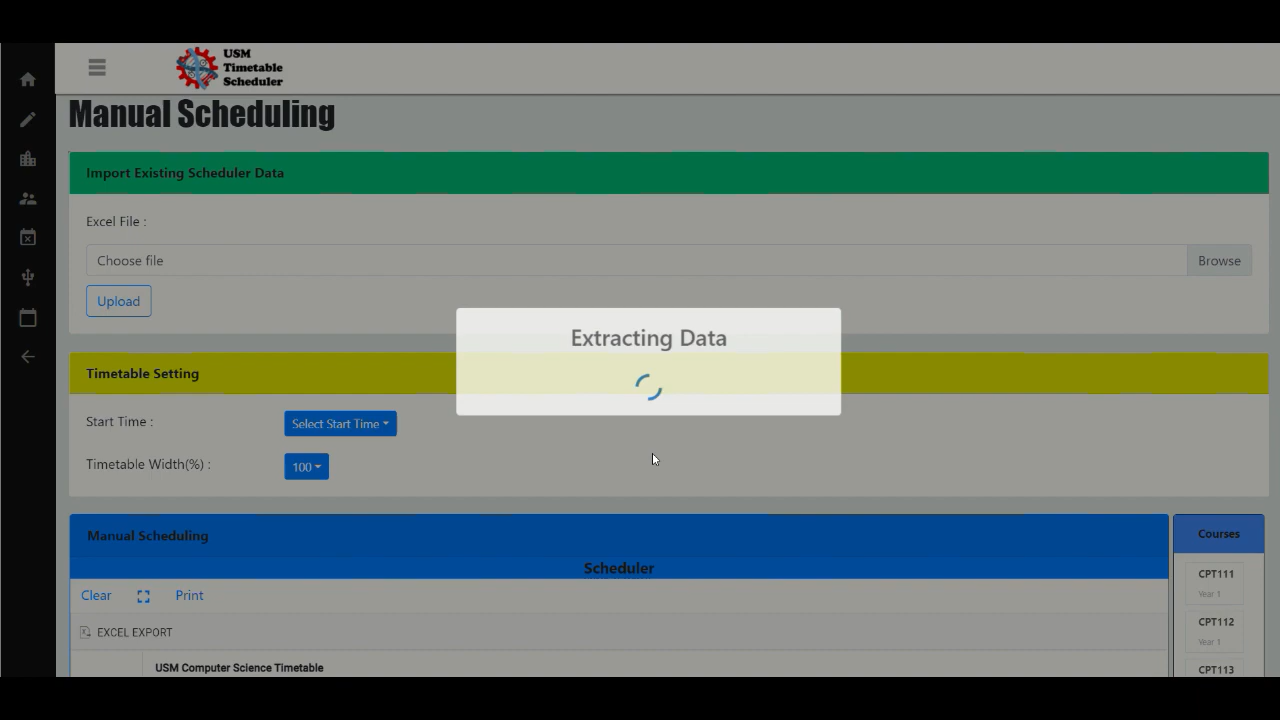 USM
Timetable
Scheduler
Manual Scheduling
Import Existing Scheduler Data
Excel File :
Choose file
Browse
Upload
Extracting Data
Timetable Setting
Start Time :
Select Start Time
Timetable Width(%) :
100
Manual Scheduling
Scheduler
Clear
Print
EXCEL EXPORT
USM Computer Science Timetable
Courses
CPT111
Year 1
CPT112
Year 1
CPT113